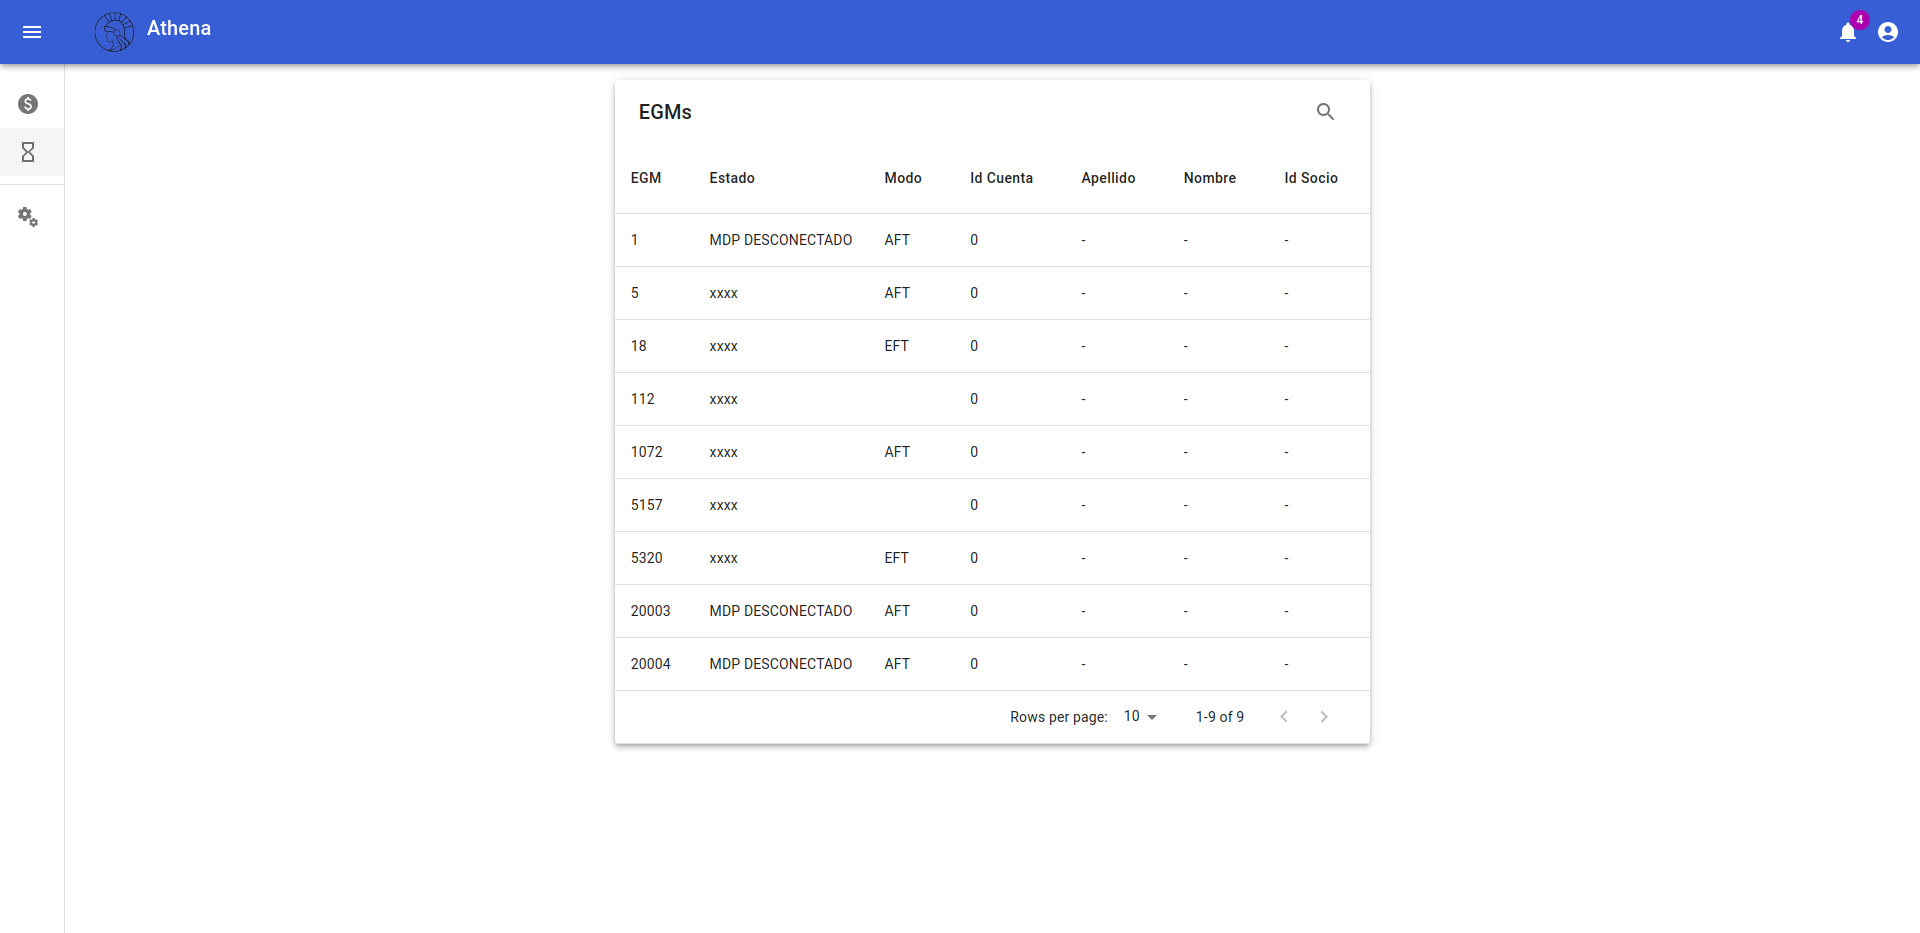 Athena
4
EGMs
EGM Estado Modo Id Cuenta Apellido Nombre Id Socio
1 MDP DESCONECTADO AFT 0 - - -
5 xxxx AFT 0 - - -
18 xxxx EFT 0 - - -
112 xxxx 0 - - -
1072 xxxx AFT 0 - - -
5157 xxxx 0 - - -
5320 xxxx EFT 0 - - -
20003 MDP DESCONECTADO AFT 0 - - -
20004 MDP DESCONECTADO AFT 0 - - -
Rows per page: 10 1-9 of 9